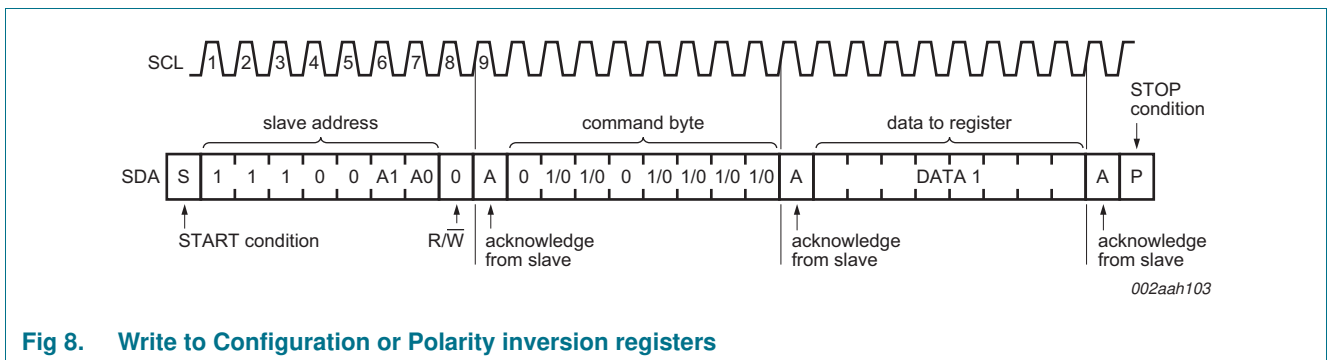 SCL 1 2 3 4 5 6 7 8 9
STOP
condition
slave address command byte data to register
SDA S 1 1 1 0 0 A1 A0 0 A 0 1/0 1/0 0 1/0 1/0 1/0 1/0 A DATA 1 A P
START condition R/W̅ acknowledge
from slave acknowledge
from slave acknowledge
from slave
002aah103
Fig 8. Write to Configuration or Polarity inversion registers